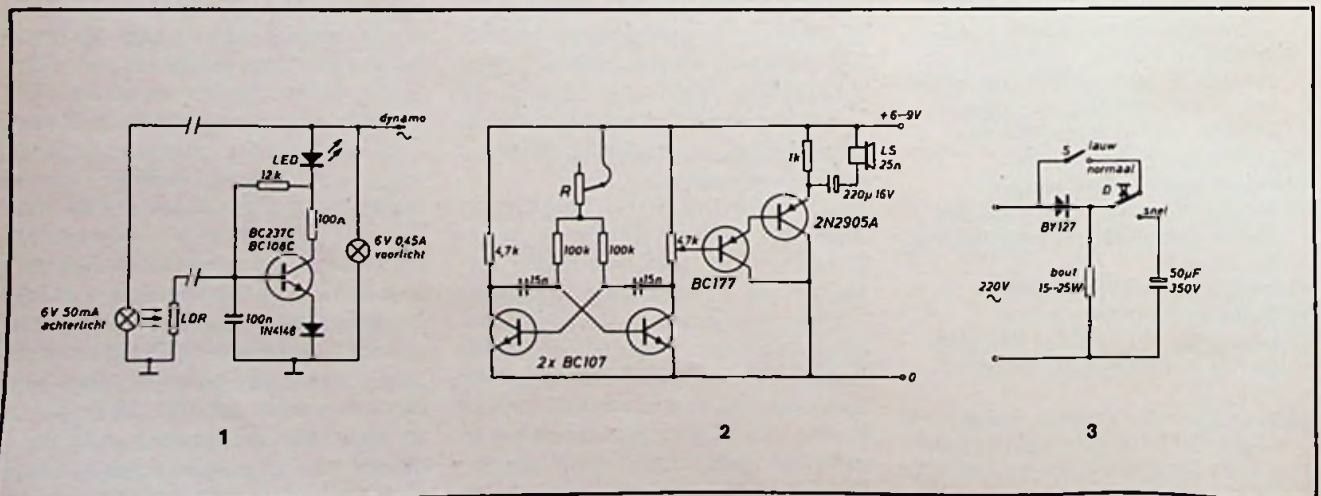 dynamo
~
LED
12k
100n
BC237C
BC108C
6V 0,45A
voorlicht
6V 50mA
achterlicht
LDR
100n
1N4148
1
+6-9V
1k
LS
25n
220µ 16V
R
2N2905A
4,7k
100k
100k
4,7k
15n
15n
BC177
2x BC107
0
2
S
lauw
normaal
D
snel
BY127
220V
~
bout
15-25W
50µF
350V
3